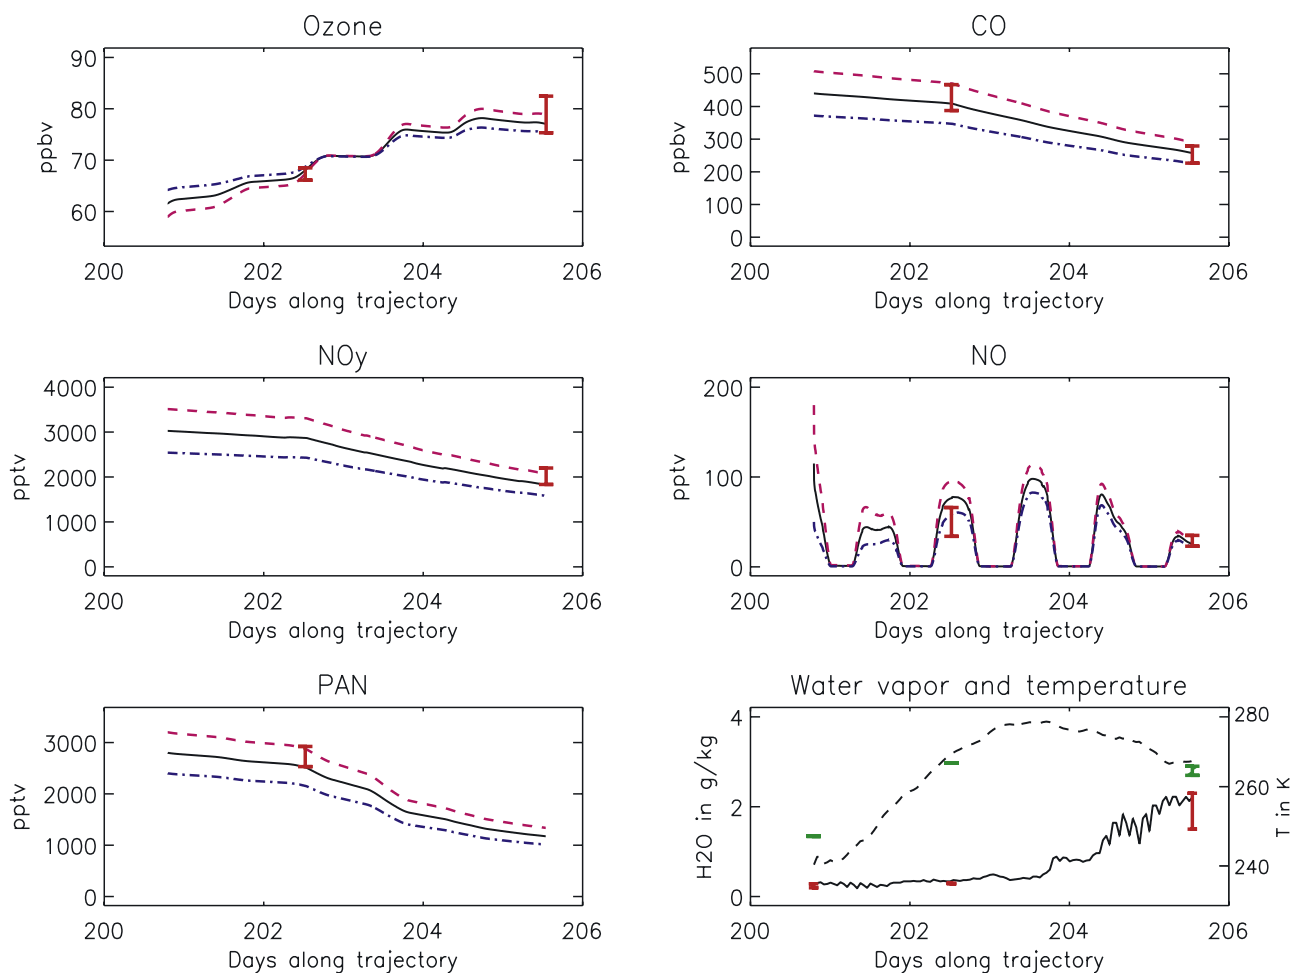 Ozone
ppbv
90
80
70
60
200 202 204 206
Days along trajectory
CO
ppbv
500
400
300
200
100
0
200 202 204 206
Days along trajectory
NOy
pptv
4000
3000
2000
1000
0
200 202 204 206
Days along trajectory
NO
pptv
200
100
0
200 202 204 206
Days along trajectory
PAN
pptv
3000
2000
1000
0
200 202 204 206
Days along trajectory
Water vapor and temperature
H2O in g/kg
4
2
0
280
260
240
T in K
200 202 204 206
Days along trajectory